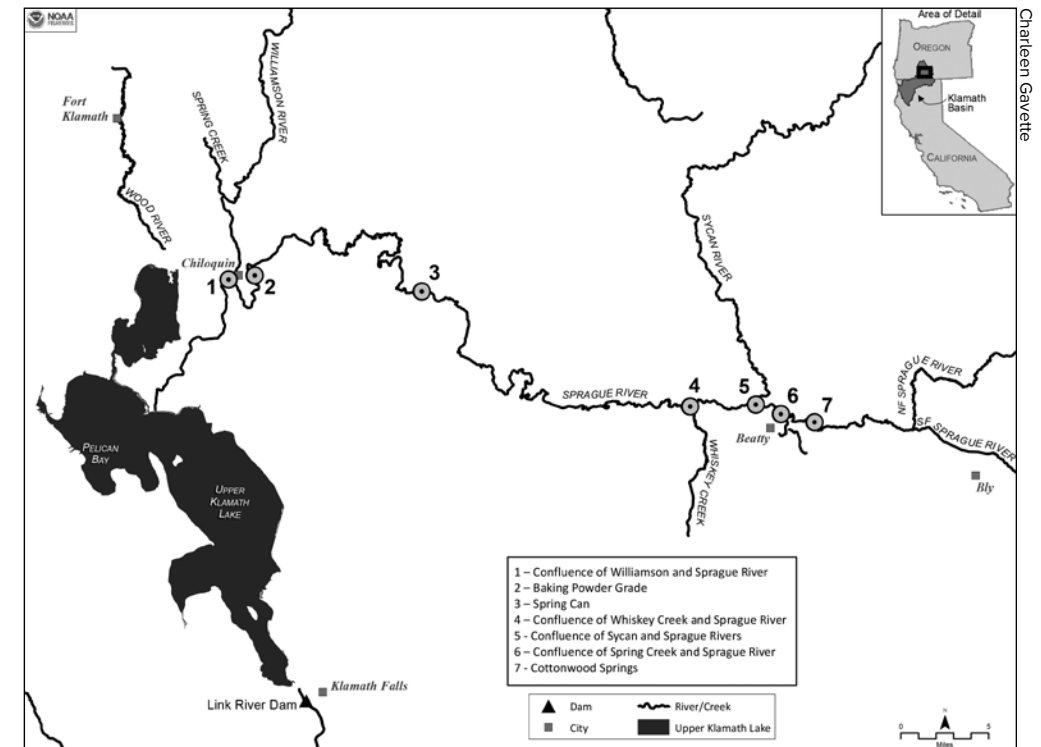 NOAA
FISHERIES
Area of Detail
OREGON
Klamath
Basin
CALIFORNIA
Charleen Gavette
Fort
Klamath
WOOD RIVER
SPRING CREEK
WILLIAMSON RIVER
Chiloquin
1
2
3
SYCAN RIVER
SPRAGUE RIVER
4
5
6
7
Beatty
WHISKEY CREEK
NF SPRAGUE RIVER
SF SPRAGUE RIVER
Bly
PELICAN
BAY
UPPER
KLAMATH
LAKE
Klamath Falls
Link River Dam
1 – Confluence of Williamson and Sprague River
2 – Baking Powder Grade
3 – Spring Can
4 – Confluence of Whiskey Creek and Sprague River
5 - Confluence of Sycan and Sprague Rivers
6 – Confluence of Spring Creek and Sprague River
7 - Cottonwood Springs
Dam
River/Creek
City
Upper Klamath Lake
N
0
5
Miles